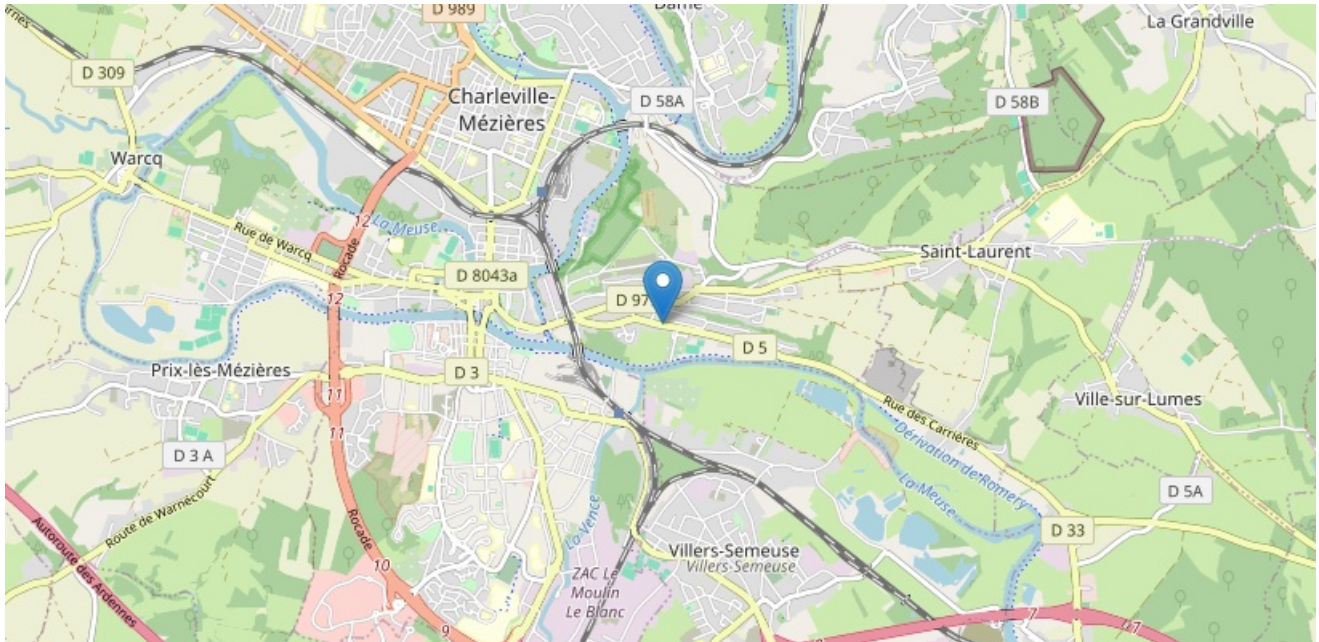 D 989
Dame
La Grandville
D 309
Charleville-
Mézières
D 58A
D 58B
Warcq
12
La Meuse
Rue de Warcq
Rocade
Saint-Laurent
D 8043a
D 97
12
D 5
Prix-lès-Mézières
D 3
11
Ville-sur-Lumes
Rue des Carrières
11
Dérivation de Romery
D 3 A
La Meuse
D 5A
Route de Warnécourt
Rocade
La Vence
D 33
Autoroute des Ardennes
Villers-Semeuse
Villers-Semeuse
10
ZAC Le
Moulin
Le Blanc
7
9